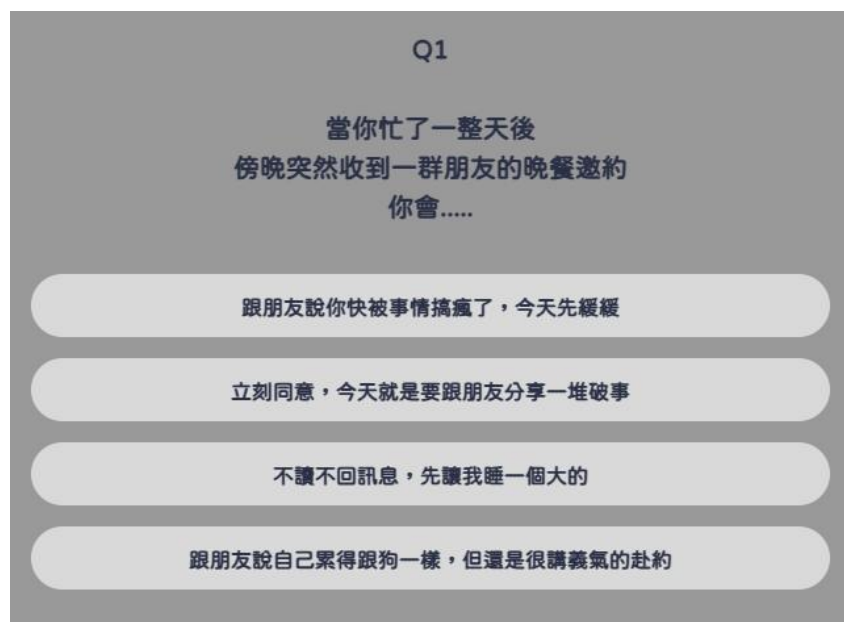 Q1
當你忙了一整天後
傍晚突然收到一群朋友的晚餐邀約
你會.....
跟朋友說你快被事情搞瘋了，今天先緩緩
立刻同意，今天就是要跟朋友分享一堆破事
不讀不回訊息，先讓我睡一個大的
跟朋友說自己累得跟狗一樣，但還是很講義氣的赴約